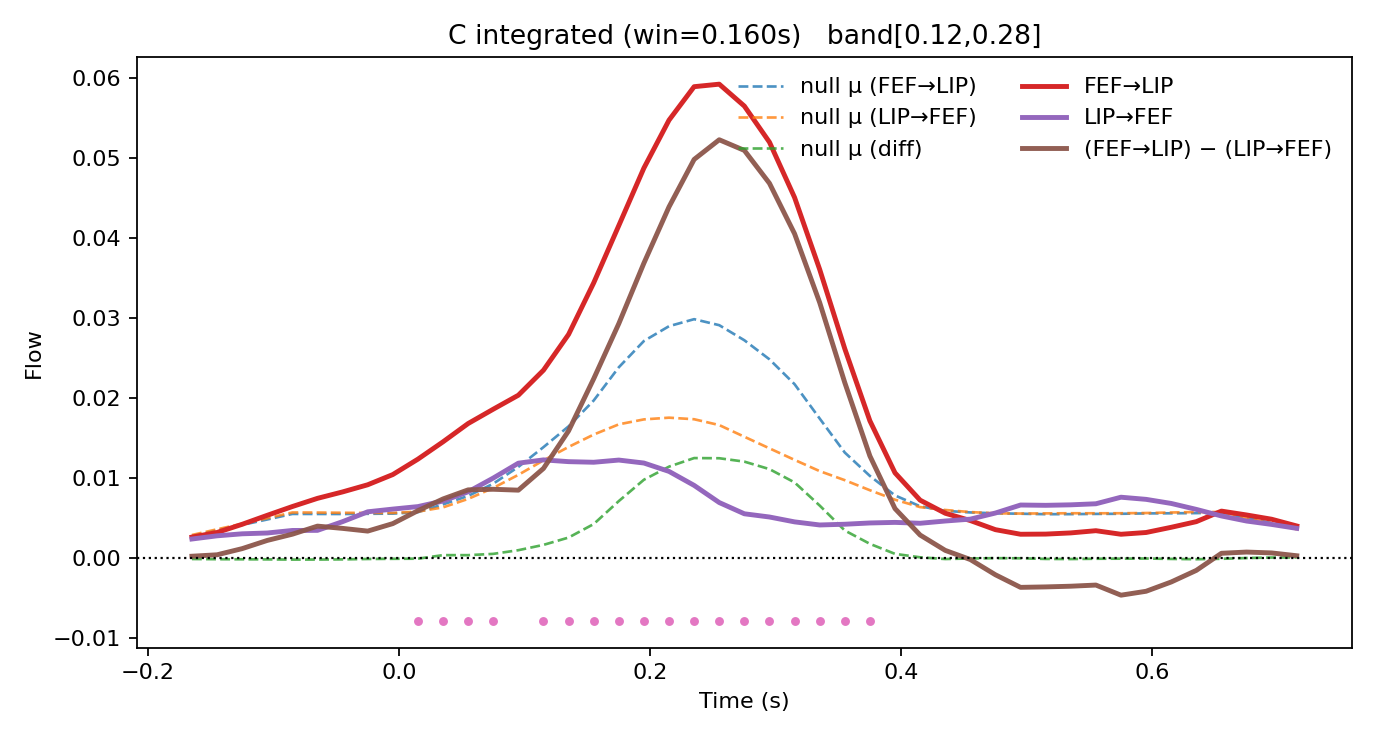 C integrated (win=0.160s)   band[0.12,0.28]
null μ (FEF→LIP)
null μ (LIP→FEF)
null μ (diff)
FEF→LIP
LIP→FEF
(FEF→LIP) − (LIP→FEF)
Flow
0.06
0.05
0.04
0.03
0.02
0.01
0.00
−0.01
−0.2
0.0
0.2
0.4
0.6
Time (s)